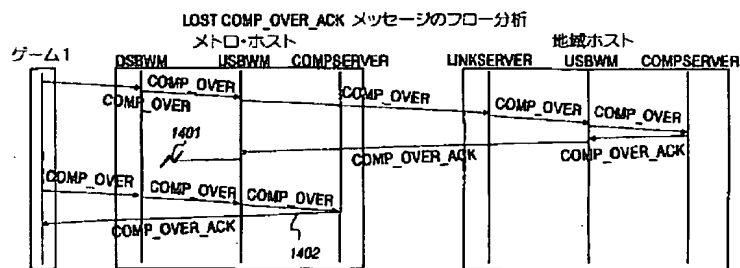 LOST COMP_OVER_ACK メッセージのフロー分析
ゲーム1
メトロ・ホスト
地域ホスト
DSBWM USBWM COMPSERVER LINKSERVER USBWM COMPSERVER
COMP_OVER
COMP_OVER
COMP_OVER
COMP_OVER
COMP_OVER
1401
COMP_OVER_ACK
COMP_OVER_ACK
COMP_OVER
COMP_OVER
COMP_OVER
COMP_OVER_ACK
1402